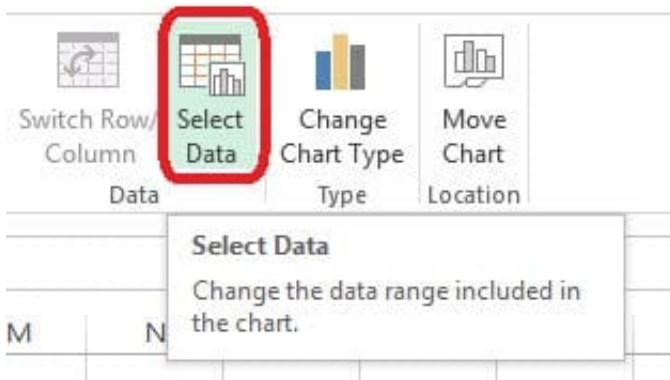 Switch Row/
Column
Select
Data
Change
Chart Type
Move
Chart
Data
Type
Location
Select Data
Change the data range included in
the chart.
M
N